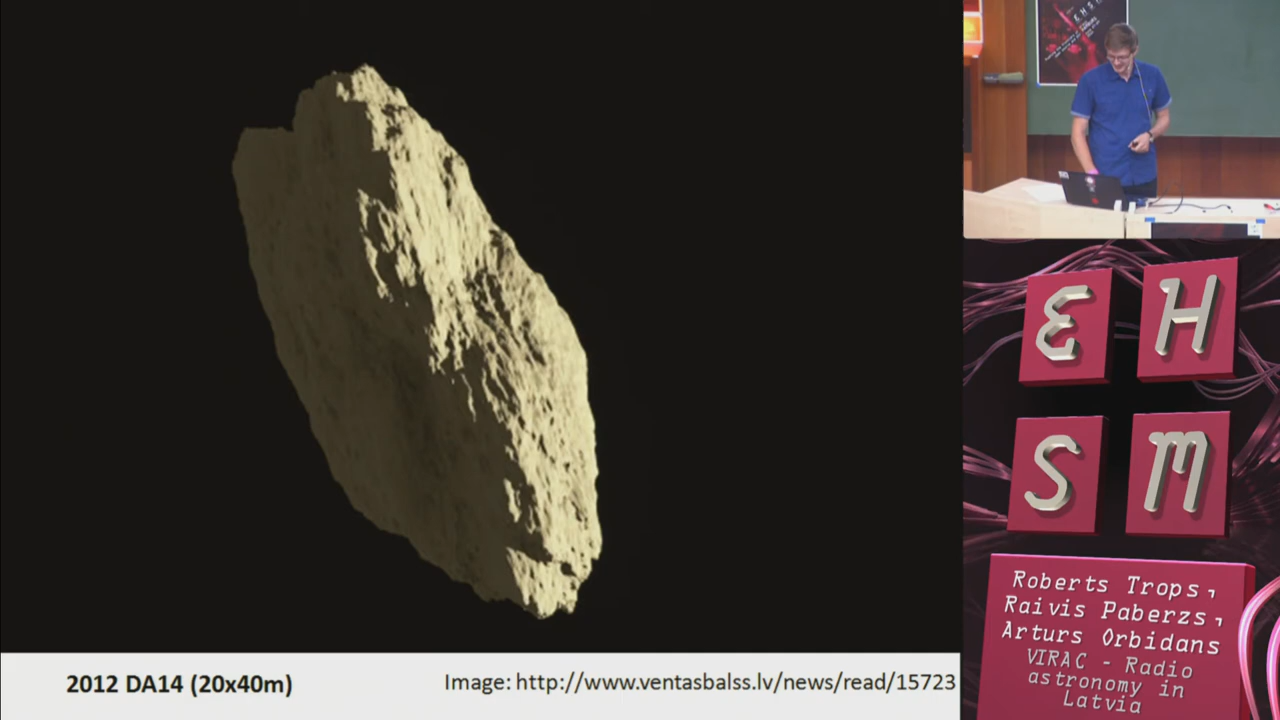 2012 DA14 (20x40m)
Image: http://www.ventasbalss.lv/news/read/15723
E H
S M
Roberts Trops,
Raivis Paberzs,
Arturs Orbidans
VIRAC - Radio
astronomy in
Latvia